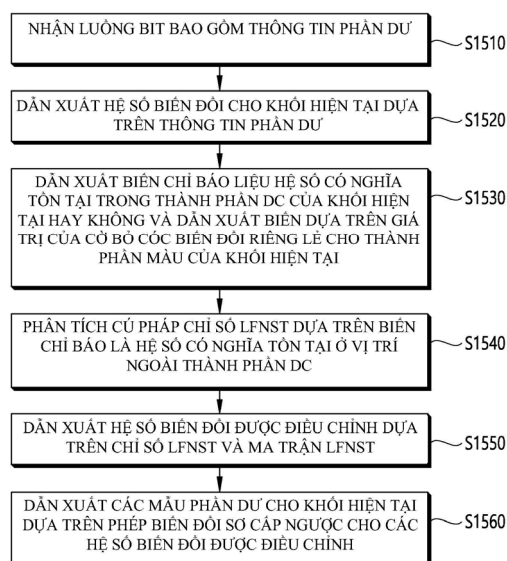 NHẬN LUỒNG BIT BAO GỒM THÔNG TIN PHẦN DƯ
S1510
DẪN XUẤT HỆ SỐ BIẾN ĐỔI CHO KHỐI HIỆN TẠI DỰA
TRÊN THÔNG TIN PHẦN DƯ
S1520
DẪN XUẤT BIẾN CHỈ BÁO LIỆU HỆ SỐ CÓ NGHĨA
TỒN TẠI TRONG THÀNH PHẦN DC CỦA KHỐI HIỆN
TẠI HAY KHÔNG VÀ DẪN XUẤT BIẾN DỰA TRÊN GIÁ
TRỊ CỦA CỜ BỎ CÓC BIẾN ĐỔI RIÊNG LẺ CHO THÀNH
PHẦN MÀU CỦA KHỐI HIỆN TẠI
S1530
PHÂN TÍCH CÚ PHÁP CHỈ SỐ LFNST DỰA TRÊN BIẾN
CHỈ BÁO LÀ HỆ SỐ CÓ NGHĨA TỒN TẠI Ở VỊ TRÍ
NGOÀI THÀNH PHẦN DC
S1540
DẪN XUẤT HỆ SỐ BIẾN ĐỔI ĐƯỢC ĐIỀU CHỈNH DỰA
TRÊN CHỈ SỐ LFNST VÀ MA TRẬN LFNST
S1550
DẪN XUẤT CÁC MẪU PHẦN DƯ CHO KHỐI HIỆN TẠI
DỰA TRÊN PHÉP BIẾN ĐỔI SƠ CẤP NGƯỢC CHO CÁC
HỆ SỐ BIẾN ĐỔI ĐƯỢC ĐIỀU CHỈNH
S1560